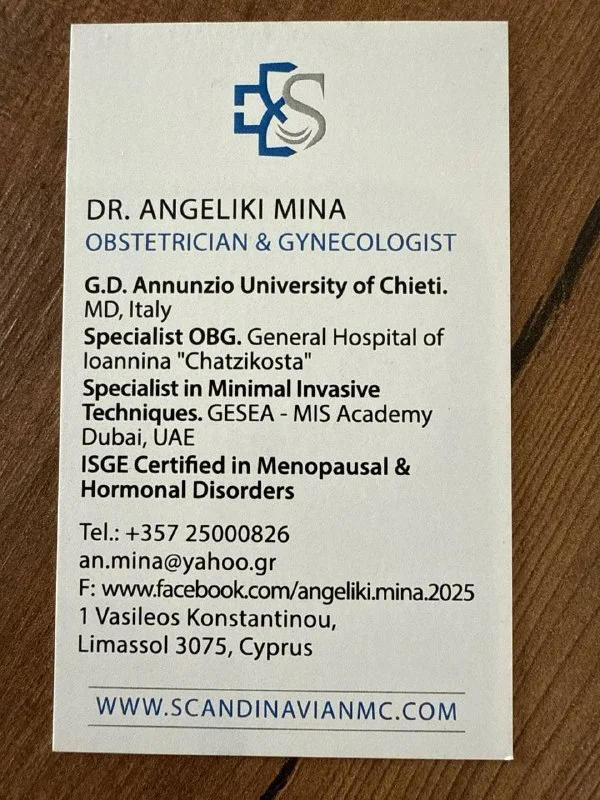 DR. ANGELIKI MINA
OBSTETRICIAN & GYNECOLOGIST
G.D. Annunzio University of Chieti.
MD, Italy
Specialist OBG. General Hospital of
Ioannina "Chatzikosta"
Specialist in Minimal Invasive
Techniques. GESEA - MIS Academy
Dubai, UAE
ISGE Certified in Menopausal &
Hormonal Disorders
Tel.: +357 25000826
an.mina@yahoo.gr
F: www.facebook.com/angeliki.mina.2025
1 Vasileos Konstantinou,
Limassol 3075, Cyprus
WWW.SCANDINAVIANMC.COM